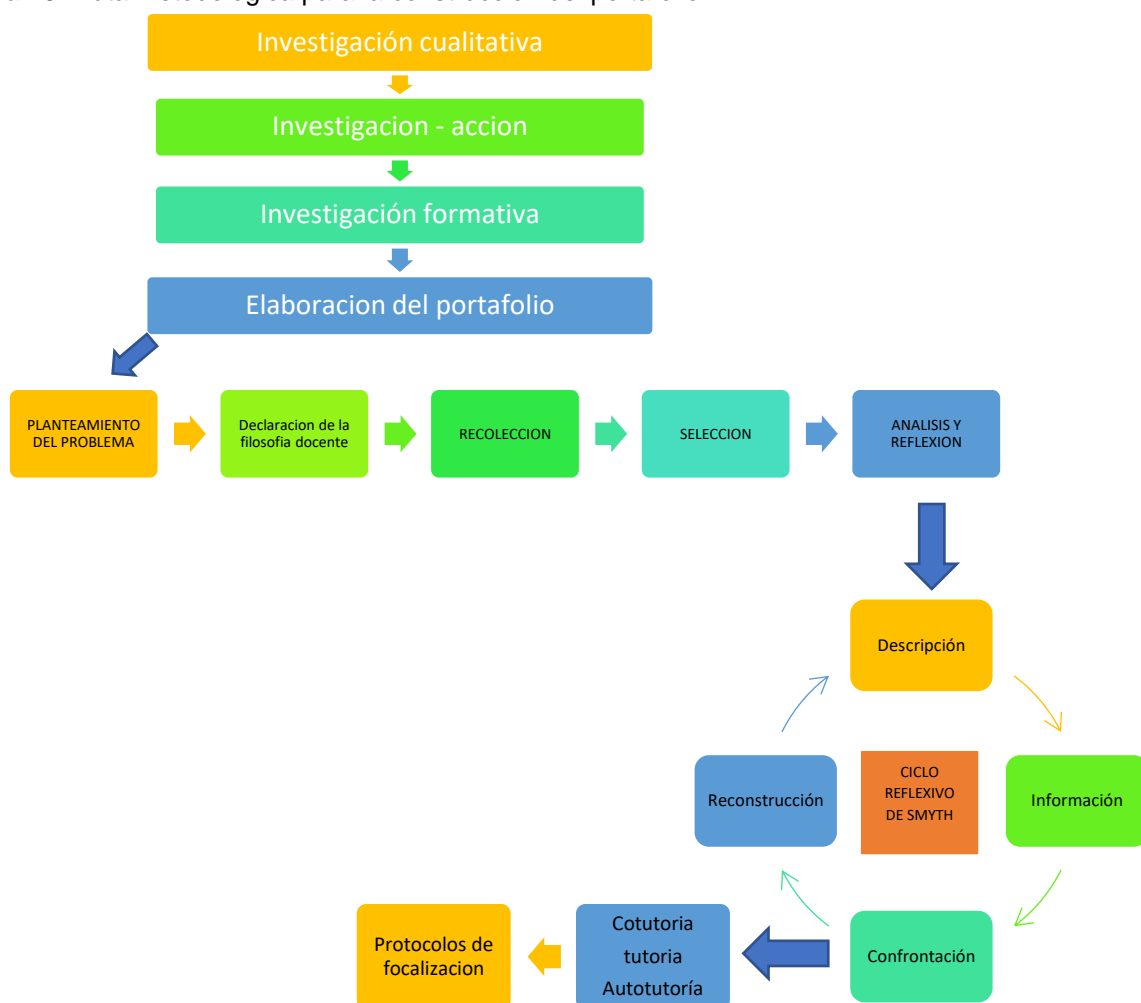 Investigación cualitativa
Investigacion - accion
Investigación formativa
Elaboracion del portafolio
PLANTEAMIENTO
DEL PROBLEMA
Declaracion de la
filosofia docente
RECOLECCION
SELECCION
ANALISIS Y
REFLEXION
Descripción
Reconstrucción
CICLO
REFLEXIVO
DE SMYTH
Información
Protocolos de
focalizacion
Cotutoria
tutoria
Autotutoría
Confrontación